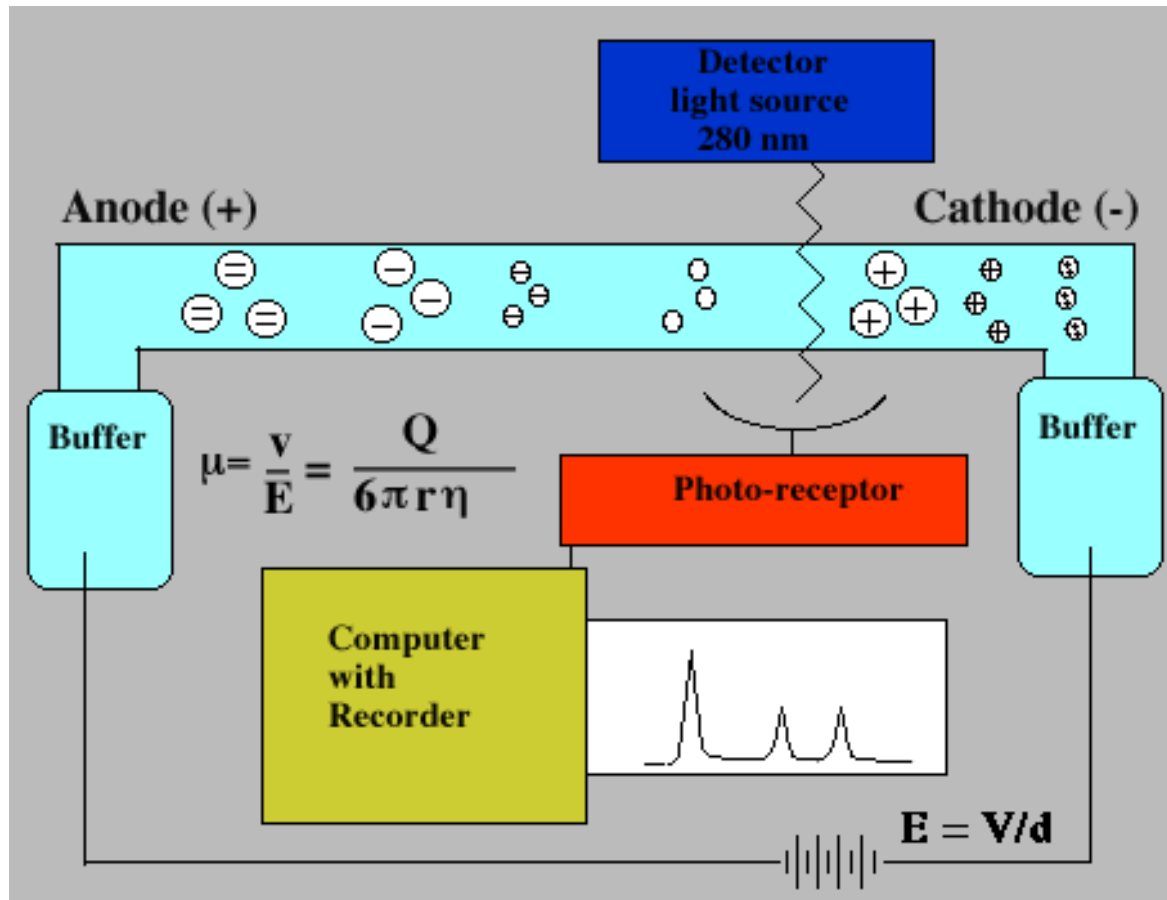 Detector
light source
280 nm
Anode (+)
Cathode (-)
Buffer
Buffer
μ= v/E = Q/6πrη
Photo-receptor
Computer
with
Recorder
E = V/d